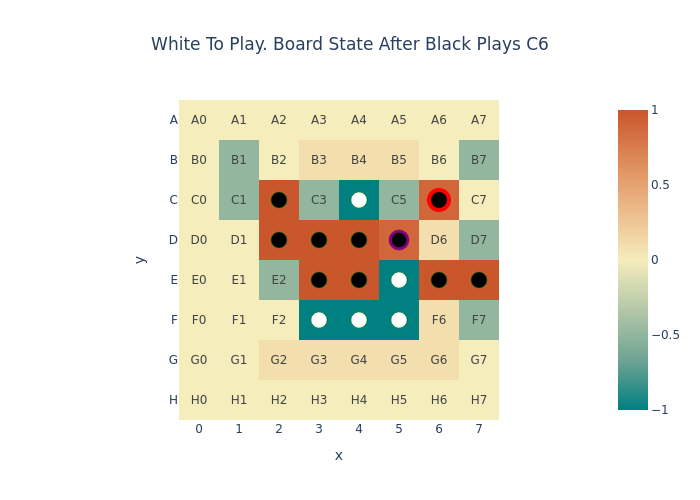 White To Play. Board State After Black Plays C6
A A0 A1 A2 A3 A4 A5 A6 A7
B B0 B1 B2 B3 B4 B5 B6 B7
C C0 C1 C3 C5 C7
D D0 D1 D6 D7
E E0 E1 E2
F F0 F1 F2 F6 F7
G G0 G1 G2 G3 G4 G5 G6 G7
H H0 H1 H2 H3 H4 H5 H6 H7
0 1 2 3 4 5 6 7
x
y
1
0.5
0
−0.5
−1